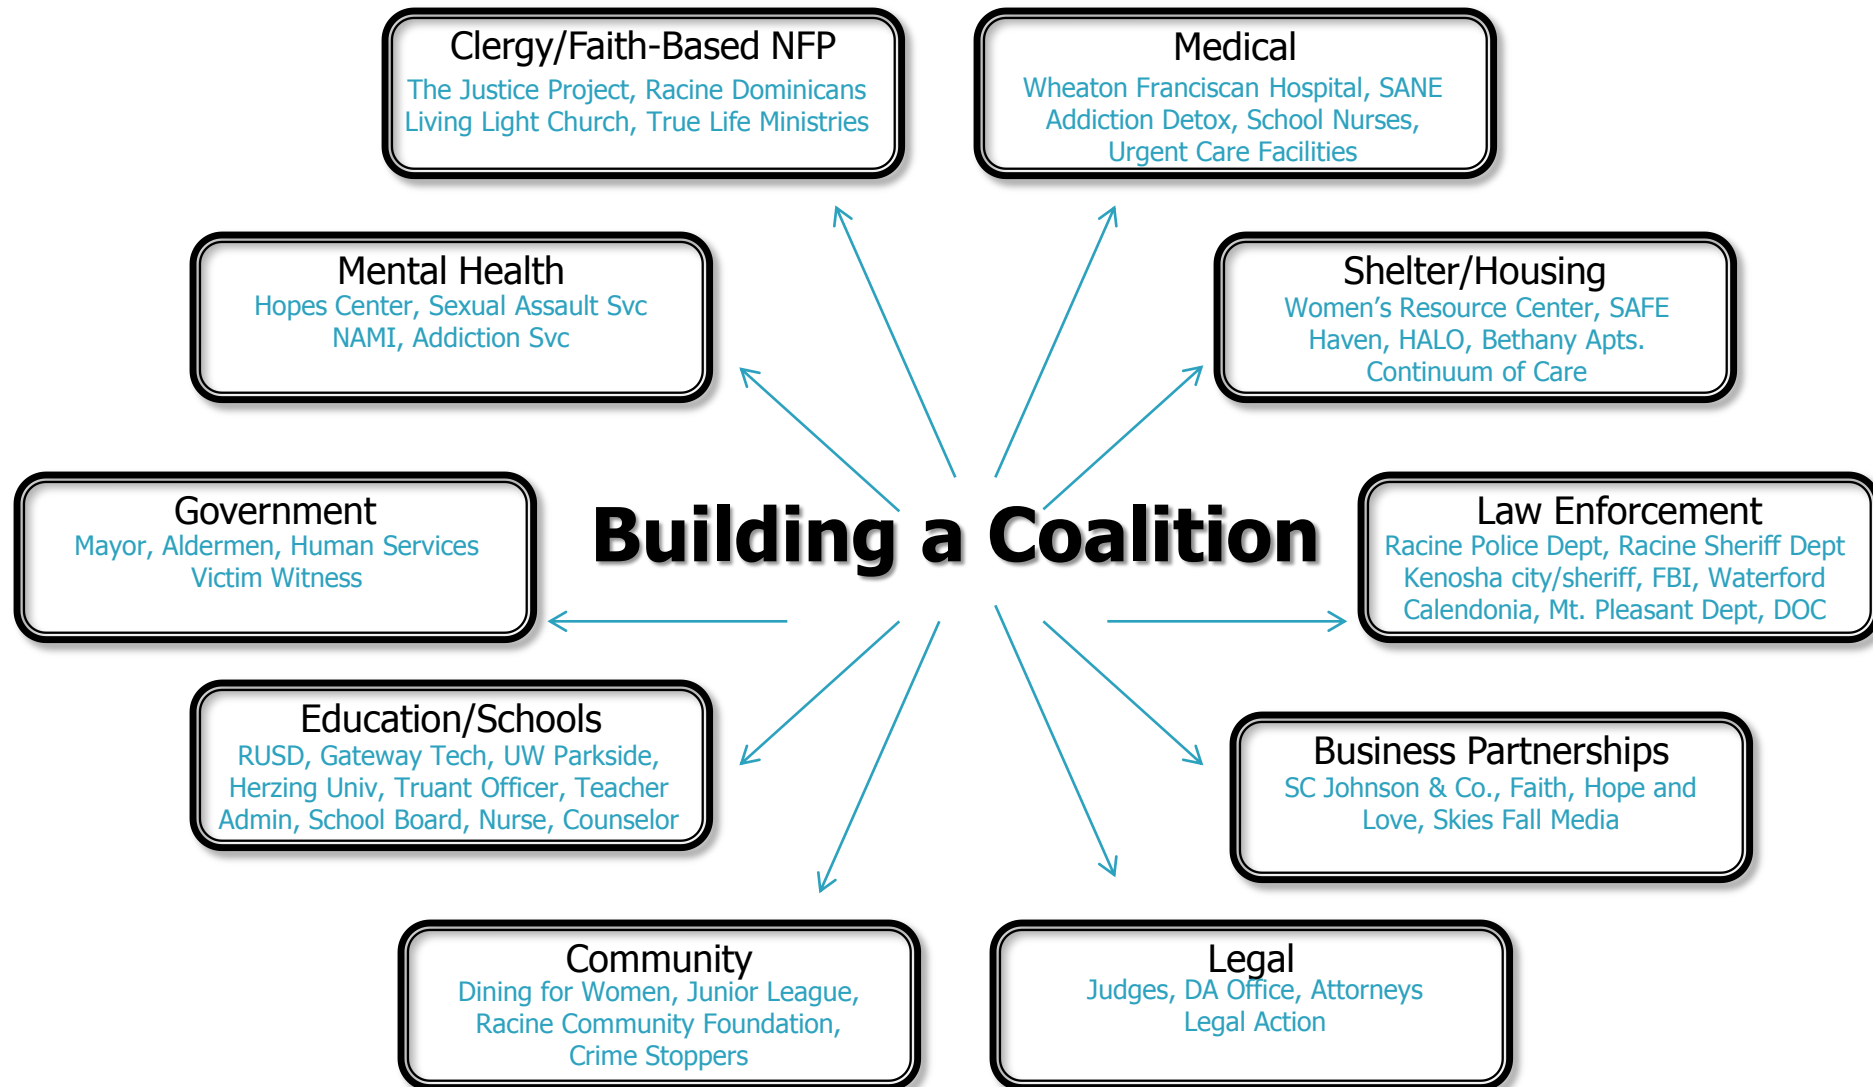 Clergy/Faith-Based NFP
The Justice Project, Racine Dominicans
Living Light Church, True Life Ministries
Medical
Wheaton Franciscan Hospital, SANE
Addiction Detox, School Nurses,
Urgent Care Facilities
Mental Health
Hopes Center, Sexual Assault Svc
NAMI, Addiction Svc
Shelter/Housing
Women’s Resource Center, SAFE
Haven, HALO, Bethany Apts.
Continuum of Care
Government
Mayor, Aldermen, Human Services
Victim Witness
Building a Coalition
Law Enforcement
Racine Police Dept, Racine Sheriff Dept
Kenosha city/sheriff, FBI, Waterford
Calendonia, Mt. Pleasant Dept, DOC
Education/Schools
RUSD, Gateway Tech, UW Parkside,
Herzing Univ, Truant Officer, Teacher
Admin, School Board, Nurse, Counselor
Business Partnerships
SC Johnson & Co., Faith, Hope and
Love, Skies Fall Media
Community
Dining for Women, Junior League,
Racine Community Foundation,
Crime Stoppers
Legal
Judges, DA Office, Attorneys
Legal Action